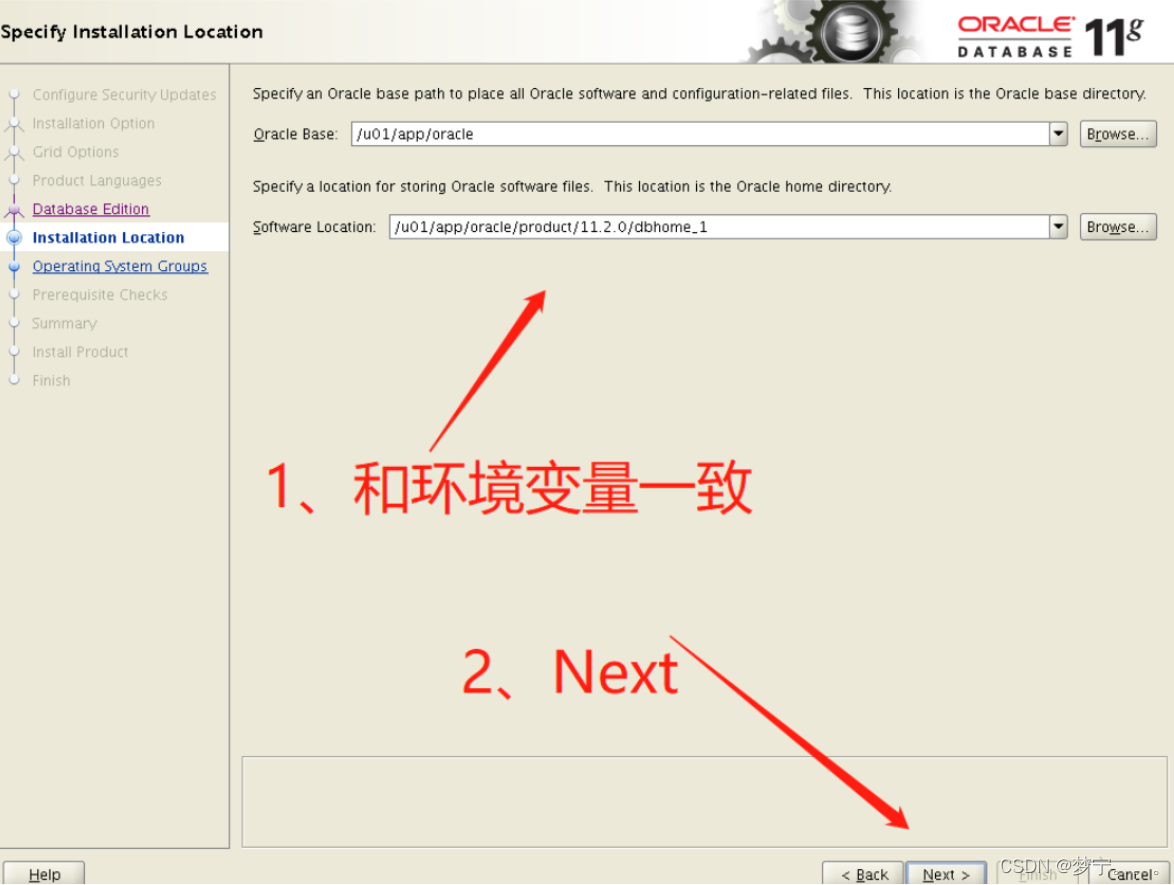 Specify Installation Location
ORACLE
DATABASE
11g
Configure Security Updates
Installation Option
Grid Options
Product Languages
Database Edition
Installation Location
Operating System Groups
Prerequisite Checks
Summary
Install Product
Finish
Specify an Oracle base path to place all Oracle software and configuration-related files. This location is the Oracle base directory.
Oracle Base: /u01/app/oracle Browse...
Specify a location for storing Oracle software files. This location is the Oracle home directory.
Software Location: /u01/app/oracle/product/11.2.0/dbhome_1 Browse...
1、和环境变量一致
2、Next
Help
< Back
Next >
Finish
Cancel
CSDN @梦宁